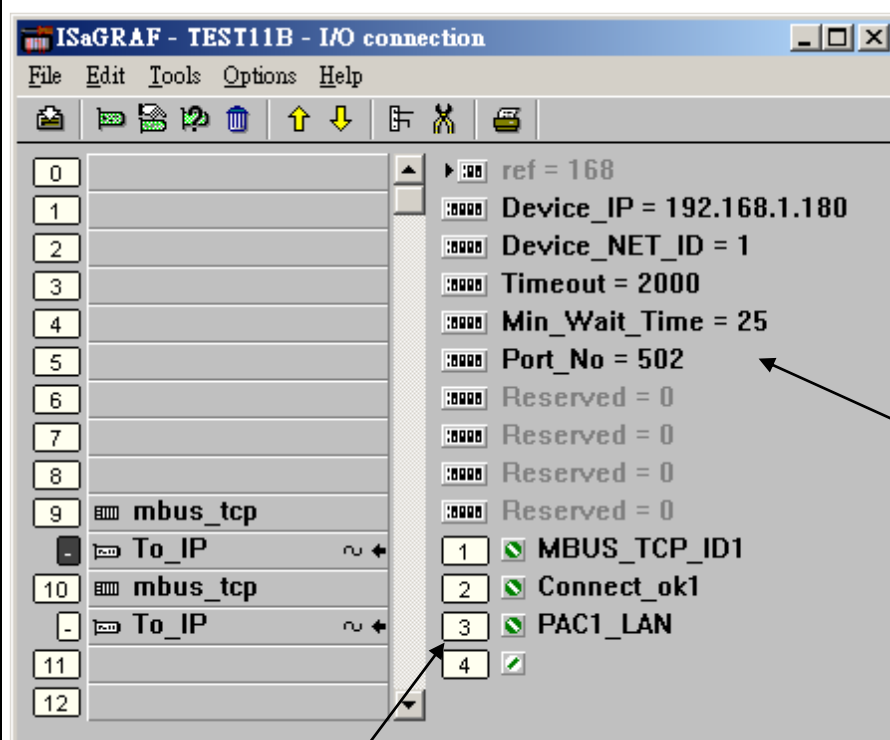 ISaGRAF - TEST11B - I/O connection
File Edit Tools Options Help
0
1
2
3
4
5
6
7
8
9 mbus_tcp
- To_IP
10 mbus_tcp
- To_IP
11
12
ref = 168
Device_IP = 192.168.1.180
Device_NET_ID = 1
Timeout = 2000
Min_Wait_Time = 25
Port_No = 502
Reserved = 0
Reserved = 0
Reserved = 0
Reserved = 0
1 MBUS_TCP_ID1
2 Connect_ok1
3 PAC1_LAN
4